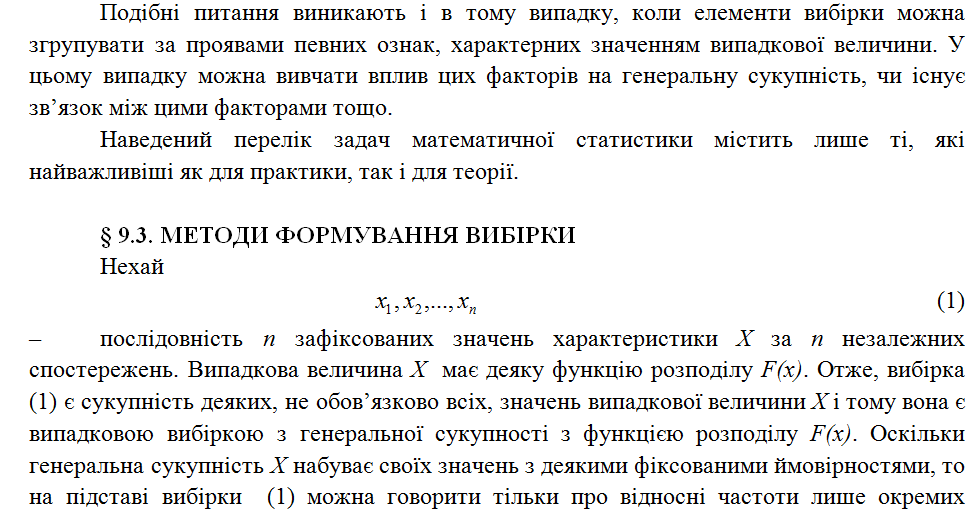 Подібні питання виникають і в тому випадку, коли елементи вибірки можна
згрупувати за проявами певних ознак, характерних значенням випадкової величини. У
цьому випадку можна вивчати вплив цих факторів на генеральну сукупність, чи існує
зв’язок між цими факторами тощо.
Наведений перелік задач математичної статистики містить лише ті, які
найважливіші як для практики, так і для теорії.
§ 9.3. МЕТОДИ ФОРМУВАННЯ ВИБІРКИ
Нехай
x₁, x₂,..., xₙ (1)
– послідовність n зафіксованих значень характеристики X за n незалежних
спостережень. Випадкова величина X має деяку функцію розподілу F(x). Отже, вибірка
(1) є сукупність деяких, не обов’язково всіх, значень випадкової величини X і тому вона є
випадковою вибіркою з генеральної сукупності з функцією розподілу F(x). Оскільки
генеральна сукупність X набуває своїх значень з деякими фіксованими ймовірностями, то
на підставі вибірки (1) можна говорити тільки про відносні частоти лише окремих